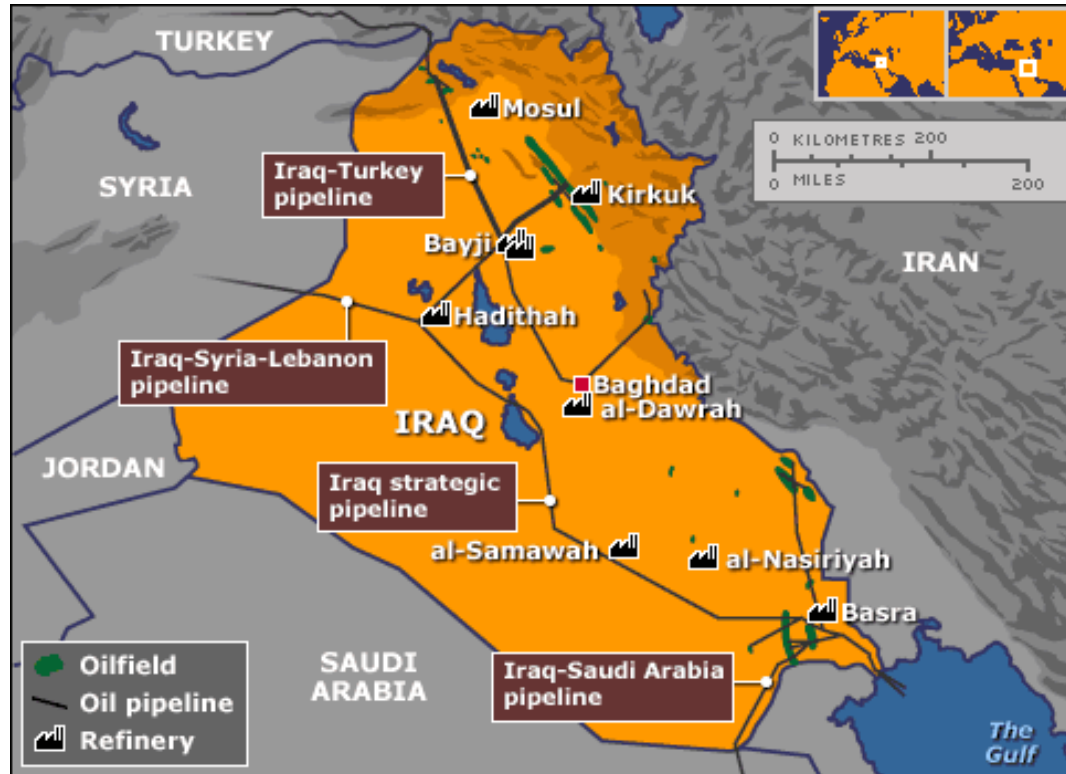 TURKEY
Mosul
0 KILOMETRES 200
0 MILES 200
Iraq-Turkey
pipeline
SYRIA
Kirkuk
Bayji
IRAN
Hadithah
Iraq-Syria-Lebanon
pipeline
Baghdad
al-Dawrah
IRAQ
JORDAN
Iraq strategic
pipeline
al-Samawah
al-Nasiriyah
Basra
SAUDI
ARABIA
Iraq-Saudi Arabia
pipeline
Oilfield
Oil pipeline
Refinery
The
Gulf